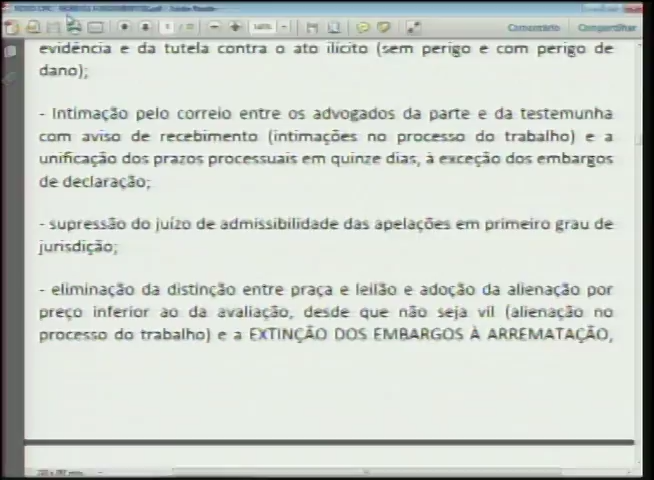 Comentário Compartilhar
evidência e da tutela contra o ato ilícito (sem perigo e com perigo de
dano);
- Intimação pelo correio entre os advogados da parte e da testemunha
com aviso de recebimento (intimações no processo do trabalho) e a
unificação dos prazos processuais em quinze dias, à exceção dos embargos
de declaração;
- supressão do juízo de admissibilidade das apelações em primeiro grau de
jurisdição;
- eliminação da distinção entre praça e leilão e adoção da alienação por
preço inferior ao da avaliação, desde que não seja vil (alienação no
processo do trabalho) e a EXTINÇÃO DOS EMBARGOS À ARREMATAÇÃO,